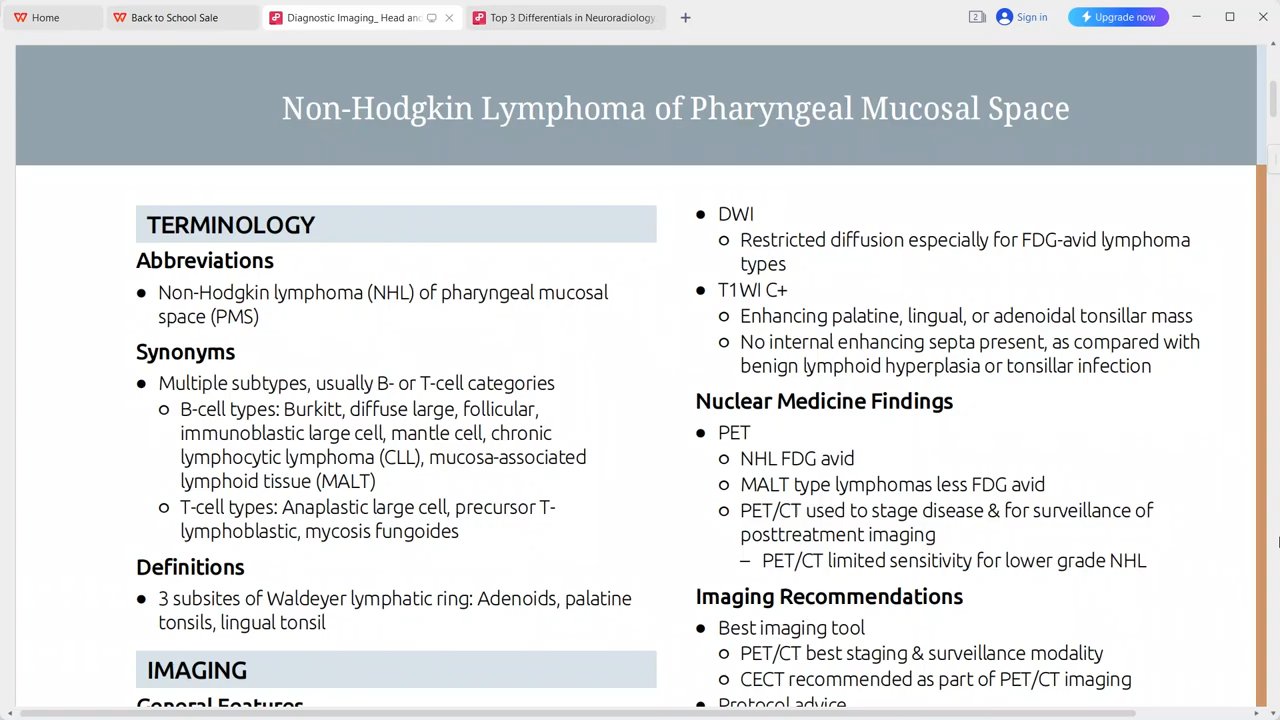 Home
Back to School Sale
Diagnostic Imaging_ Head and
Top 3 Differentials in Neuroradiology
2
Sign in
Upgrade now
Non-Hodgkin Lymphoma of Pharyngeal Mucosal Space
TERMINOLOGY
Abbreviations
● Non-Hodgkin lymphoma (NHL) of pharyngeal mucosal
space (PMS)
Synonyms
● Multiple subtypes, usually B- or T-cell categories
○ B-cell types: Burkitt, diffuse large, follicular,
immunoblastic large cell, mantle cell, chronic
lymphocytic lymphoma (CLL), mucosa-associated
lymphoid tissue (MALT)
○ T-cell types: Anaplastic large cell, precursor T-
lymphoblastic, mycosis fungoides
Definitions
● 3 subsites of Waldeyer lymphatic ring: Adenoids, palatine
tonsils, lingual tonsil
IMAGING
General Features
● DWI
○ Restricted diffusion especially for FDG-avid lymphoma
types
● T1WI C+
○ Enhancing palatine, lingual, or adenoidal tonsillar mass
○ No internal enhancing septa present, as compared with
benign lymphoid hyperplasia or tonsillar infection
Nuclear Medicine Findings
● PET
○ NHL FDG avid
○ MALT type lymphomas less FDG avid
○ PET/CT used to stage disease & for surveillance of
posttreatment imaging
– PET/CT limited sensitivity for lower grade NHL
Imaging Recommendations
● Best imaging tool
○ PET/CT best staging & surveillance modality
○ CECT recommended as part of PET/CT imaging
● Protocol advice